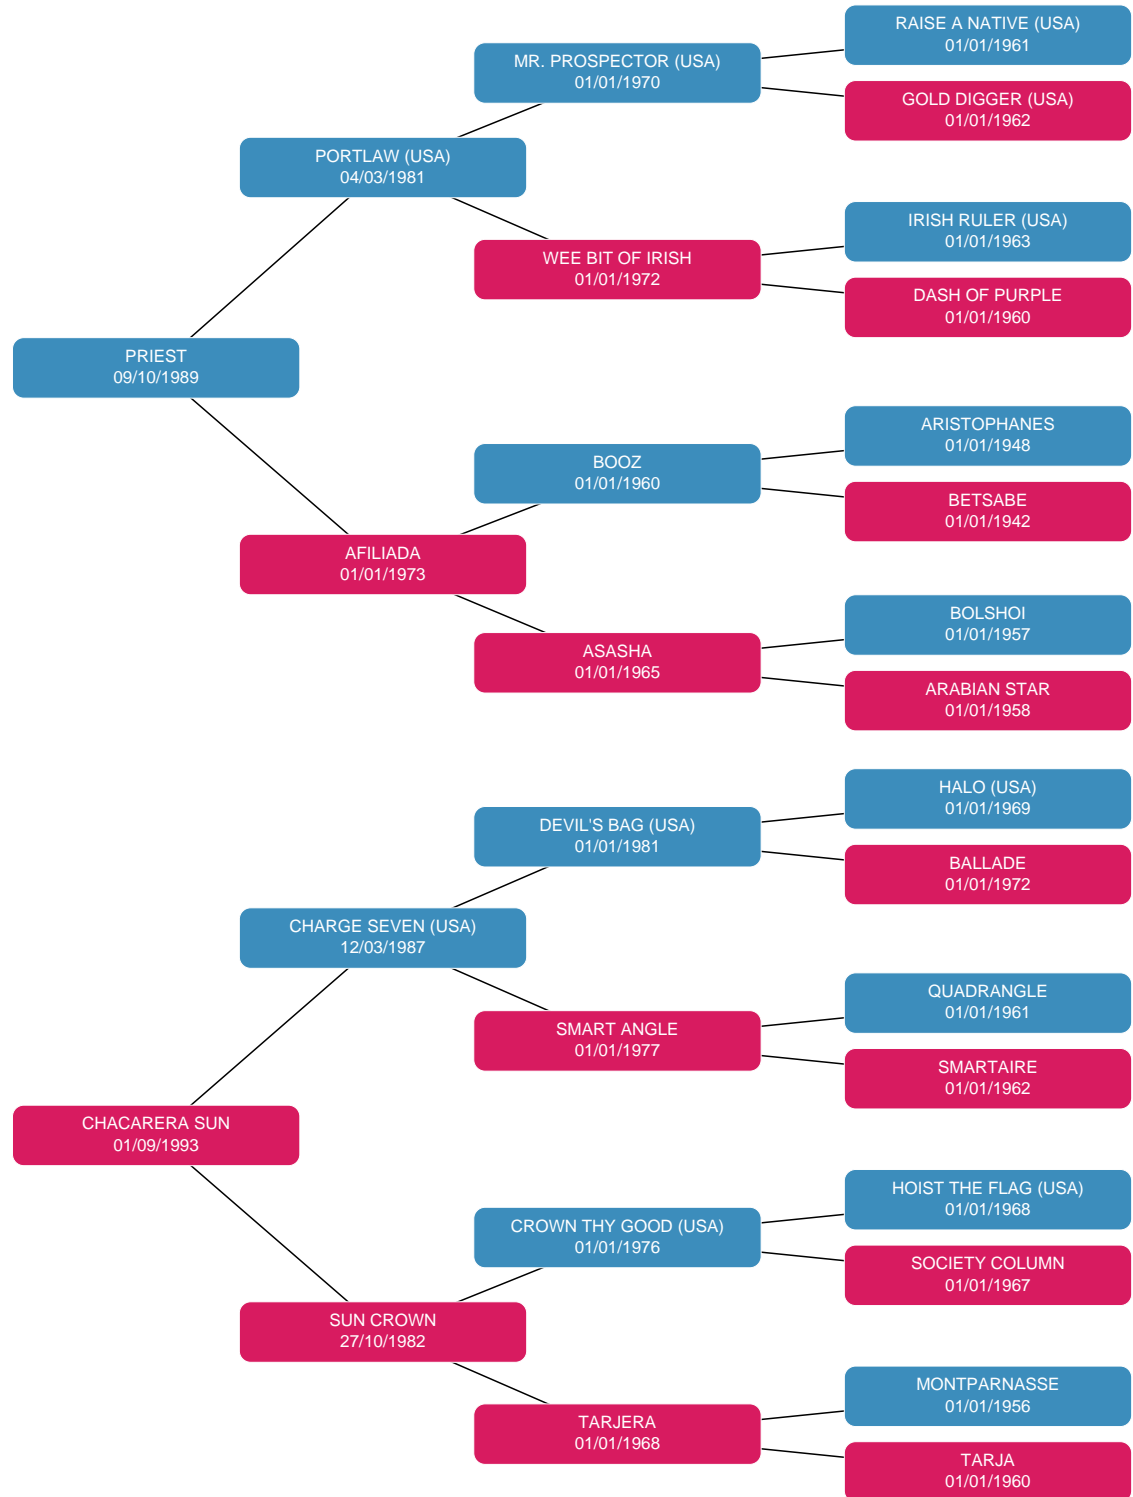 RAISE A NATIVE (USA)
01/01/1961
MR. PROSPECTOR (USA)
01/01/1970
GOLD DIGGER (USA)
01/01/1962
PORTLAW (USA)
04/03/1981
IRISH RULER (USA)
01/01/1963
WEE BIT OF IRISH
01/01/1972
DASH OF PURPLE
01/01/1960
PRIEST
09/10/1989
ARISTOPHANES
01/01/1948
BOOZ
01/01/1960
BETSABE
01/01/1942
AFILIADA
01/01/1973
BOLSHOI
01/01/1957
ASASHA
01/01/1965
ARABIAN STAR
01/01/1958
HALO (USA)
01/01/1969
DEVIL'S BAG (USA)
01/01/1981
BALLADE
01/01/1972
CHARGE SEVEN (USA)
12/03/1987
QUADRANGLE
01/01/1961
SMART ANGLE
01/01/1977
SMARTAIRE
01/01/1962
CHACARERA SUN
01/09/1993
HOIST THE FLAG (USA)
01/01/1968
CROWN THY GOOD (USA)
01/01/1976
SOCIETY COLUMN
01/01/1967
SUN CROWN
27/10/1982
MONTPARNASSE
01/01/1956
TARJERA
01/01/1968
TARJA
01/01/1960